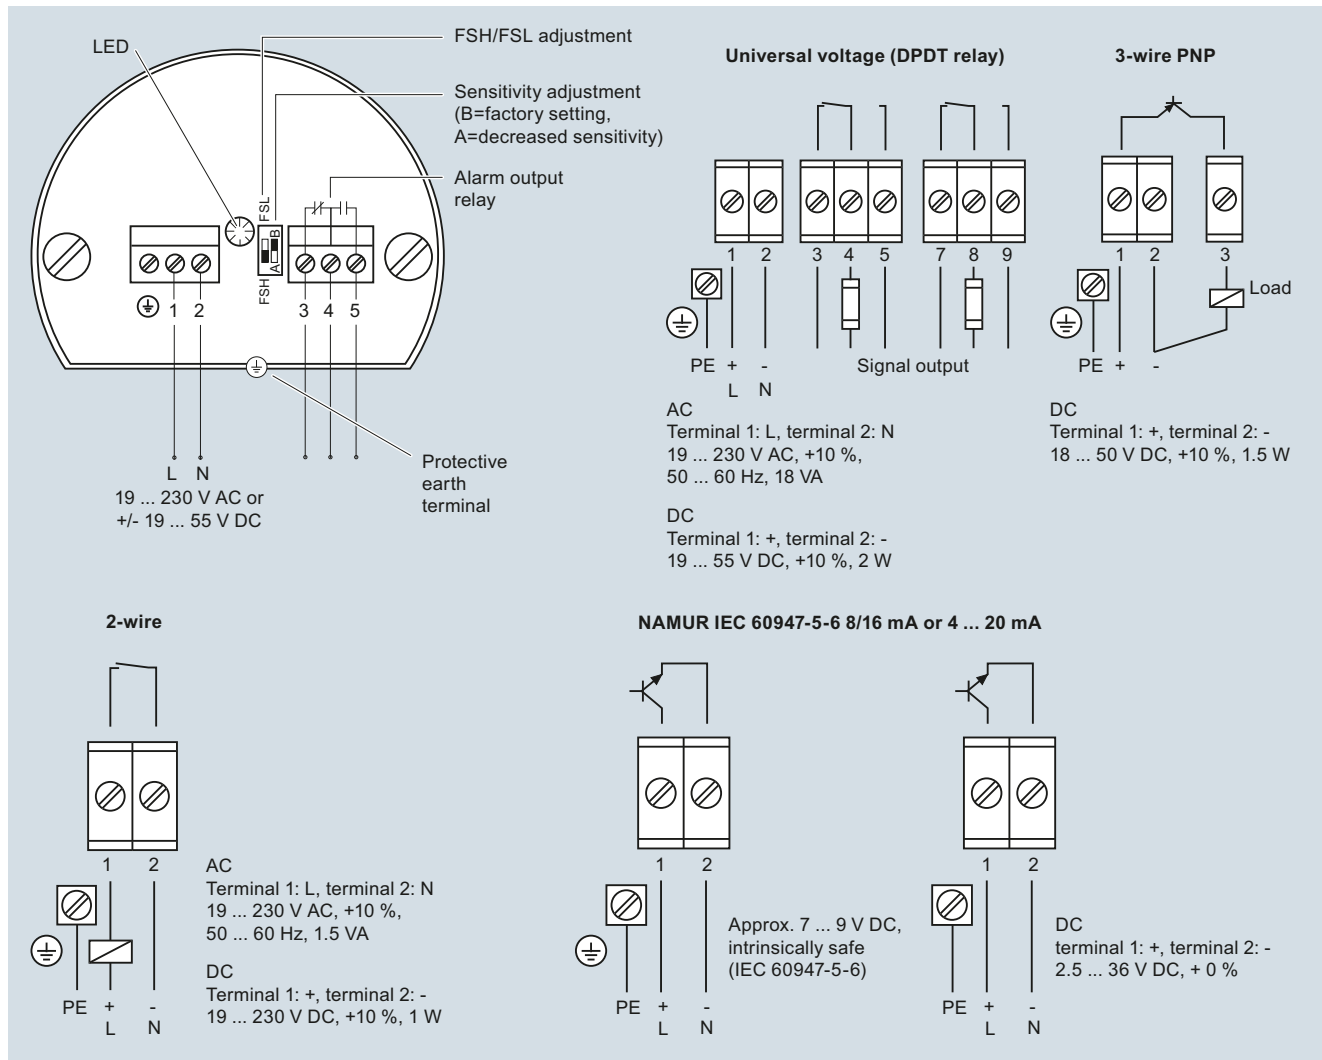 LED
FSH/FSL adjustment
Sensitivity adjustment
(B=factory setting,
A=decreased sensitivity)
Alarm output
relay
FSL
B
A
FSH
1 2
3 4 5
L N
19 ... 230 V AC or
+/- 19 ... 55 V DC
Protective
earth
terminal
Universal voltage (DPDT relay)
1 2 3 4 5 7 8 9
PE + -
L N
Signal output
AC
Terminal 1: L, terminal 2: N
19 ... 230 V AC, +10 %,
50 ... 60 Hz, 18 VA
DC
Terminal 1: +, terminal 2: -
19 ... 55 V DC, +10 %, 2 W
3-wire PNP
1 2 3
Load
PE + -
DC
Terminal 1: +, terminal 2: -
18 ... 50 V DC, +10 %, 1.5 W
2-wire
1 2
PE + -
L N
AC
Terminal 1: L, terminal 2: N
19 ... 230 V AC, +10 %,
50 ... 60 Hz, 1.5 VA
DC
Terminal 1: +, terminal 2: -
19 ... 230 V DC, +10 %, 1 W
NAMUR IEC 60947-5-6 8/16 mA or 4 ... 20 mA
1 2
PE + -
L N
Approx. 7 ... 9 V DC,
intrinsically safe
(IEC 60947-5-6)
1 2
PE + -
L N
DC
terminal 1: +, terminal 2: -
2.5 ... 36 V DC, + 0 %